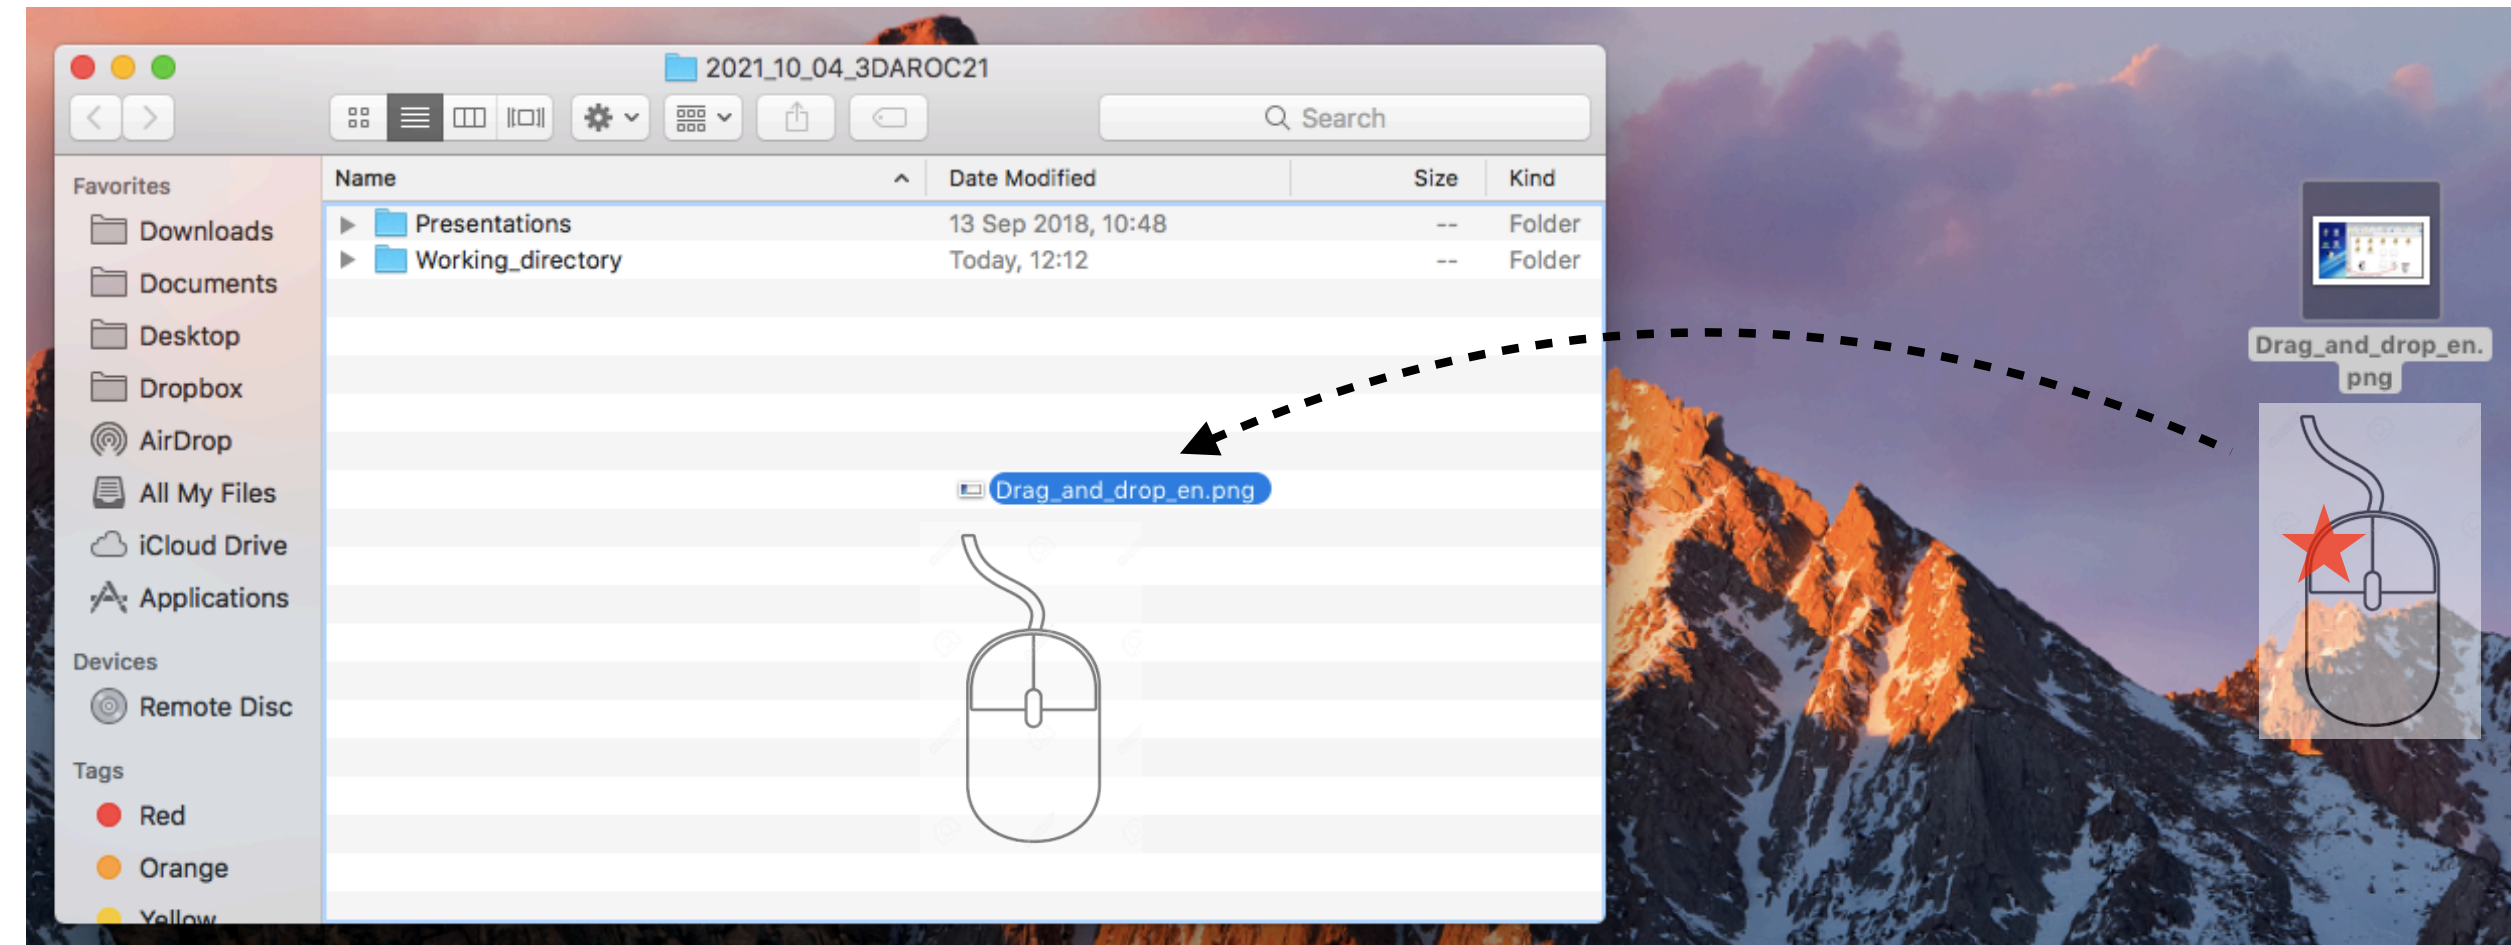 2021_10_04_3DAROC21
Search
Favorites
Downloads
Documents
Desktop
Dropbox
AirDrop
All My Files
iCloud Drive
Applications
Devices
Remote Disc
Tags
Red
Orange
Yellow
Name Date Modified Size Kind
Presentations 13 Sep 2018, 10:48 -- Folder
Working_directory Today, 12:12 -- Folder
Drag_and_drop_en.png
Drag_and_drop_en.
png